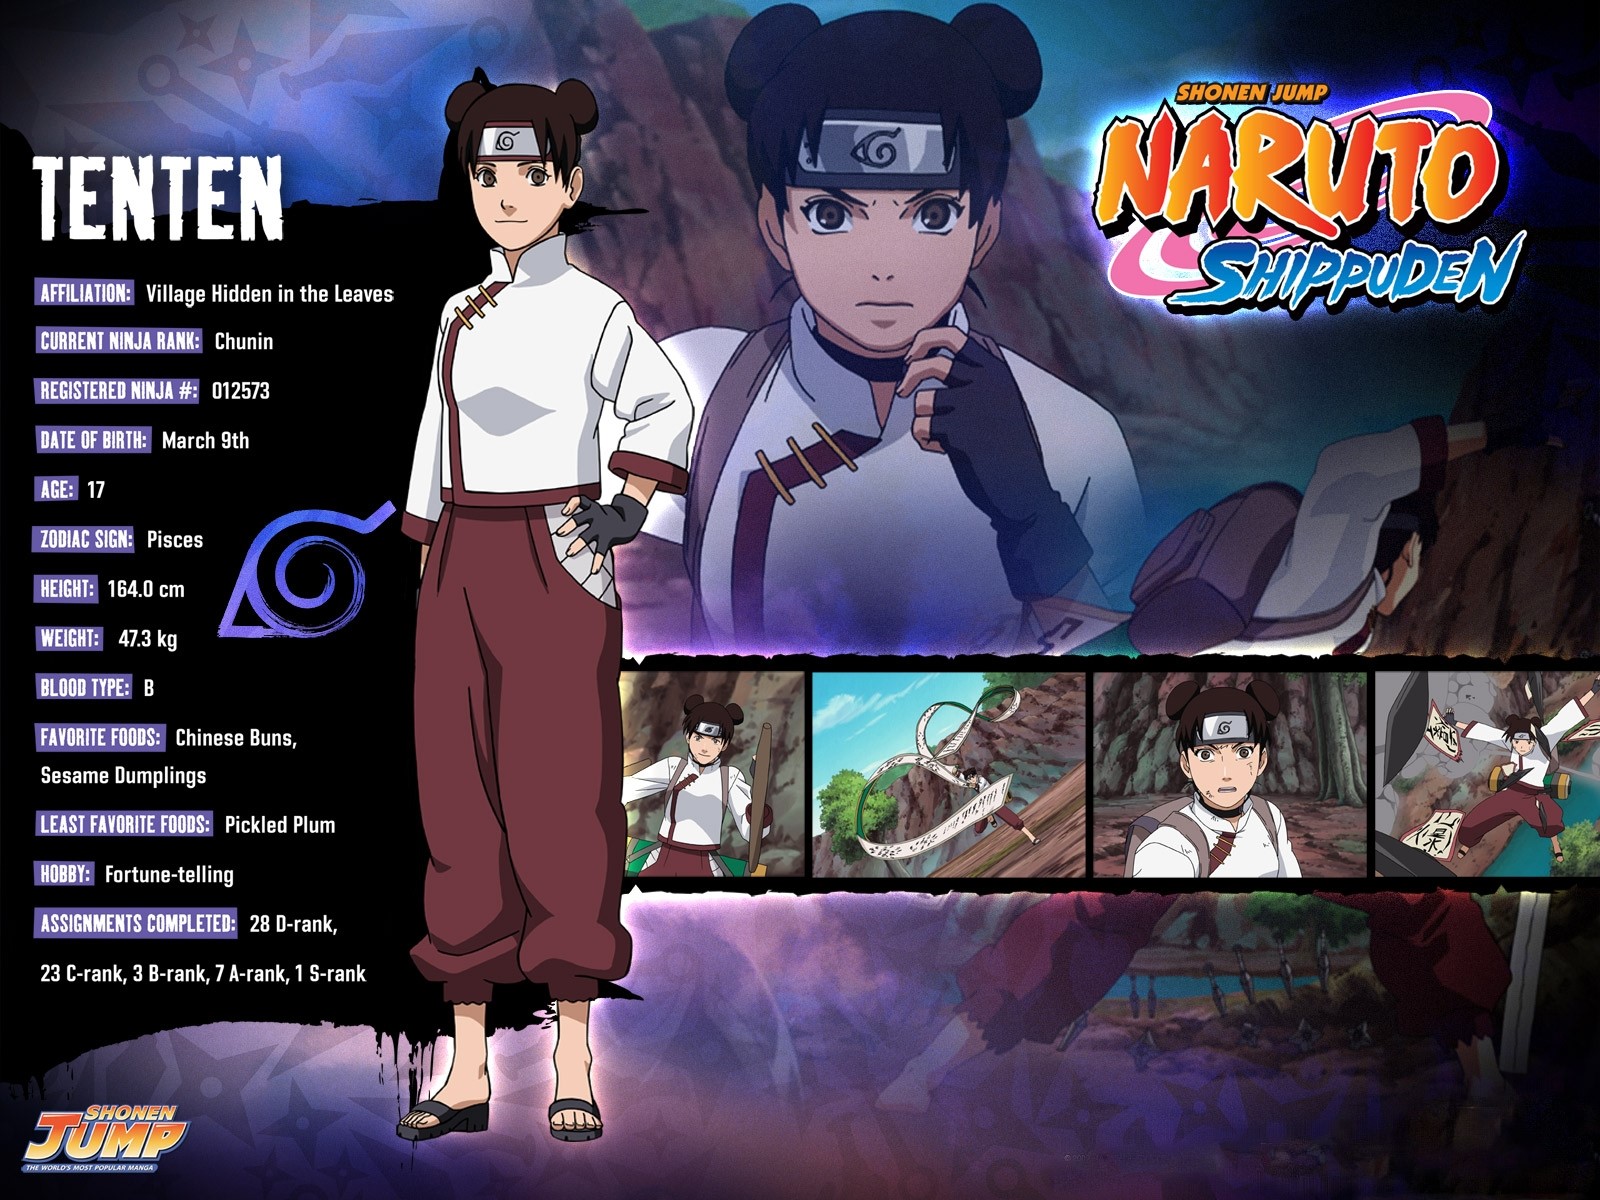 SHONEN JUMP
NARUTO
SHIPPUDEN
TENTEN
AFFILIATION: Village Hidden in the Leaves
CURRENT NINJA RANK: Chunin
REGISTERED NINJA #: 012573
DATE OF BIRTH: March 9th
AGE: 17
ZODIAC SIGN: Pisces
HEIGHT: 164.0 cm
WEIGHT: 47.3 kg
BLOOD TYPE: B
FAVORITE FOODS: Chinese Buns,
Sesame Dumplings
LEAST FAVORITE FOODS: Pickled Plum
HOBBY: Fortune-telling
ASSIGNMENTS COMPLETED: 28 D-rank,
23 C-rank, 3 B-rank, 7 A-rank, 1 S-rank
SHONEN
JUMP
THE WORLD'S MOST POPULAR MANGA